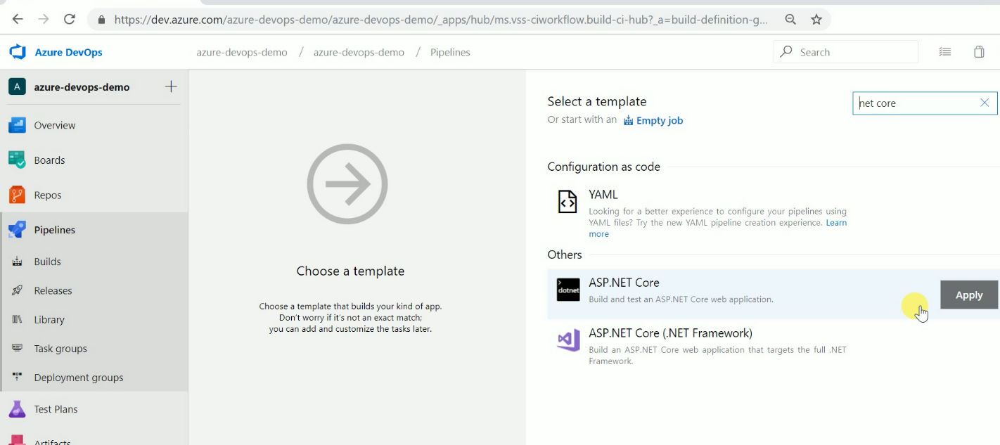 https://dev.azure.com/azure-devops-demo/azure-devops-demo/_apps/hub/ms.vss-ciworkflow.build-ci-hub?_a=build-definition-g...
Azure DevOps
azure-devops-demo / azure-devops-demo / Pipelines
Search
A azure-devops-demo
Overview
Boards
Repos
Pipelines
Builds
Releases
Library
Task groups
Deployment groups
Test Plans
Artifacts
Choose a template
Choose a template that builds your kind of app.
Don't worry if it's not an exact match;
you can add and customize the tasks later.
Select a template
net core
Or start with an Empty job
Configuration as code
YAML
Looking for a better experience to configure your pipelines using
YAML files? Try the new YAML pipeline creation experience. Learn
more
Others
dotnet
ASP.NET Core
Build and test an ASP.NET Core web application.
Apply
ASP.NET Core (.NET Framework)
Build an ASP.NET Core web application that targets the full .NET
Framework.